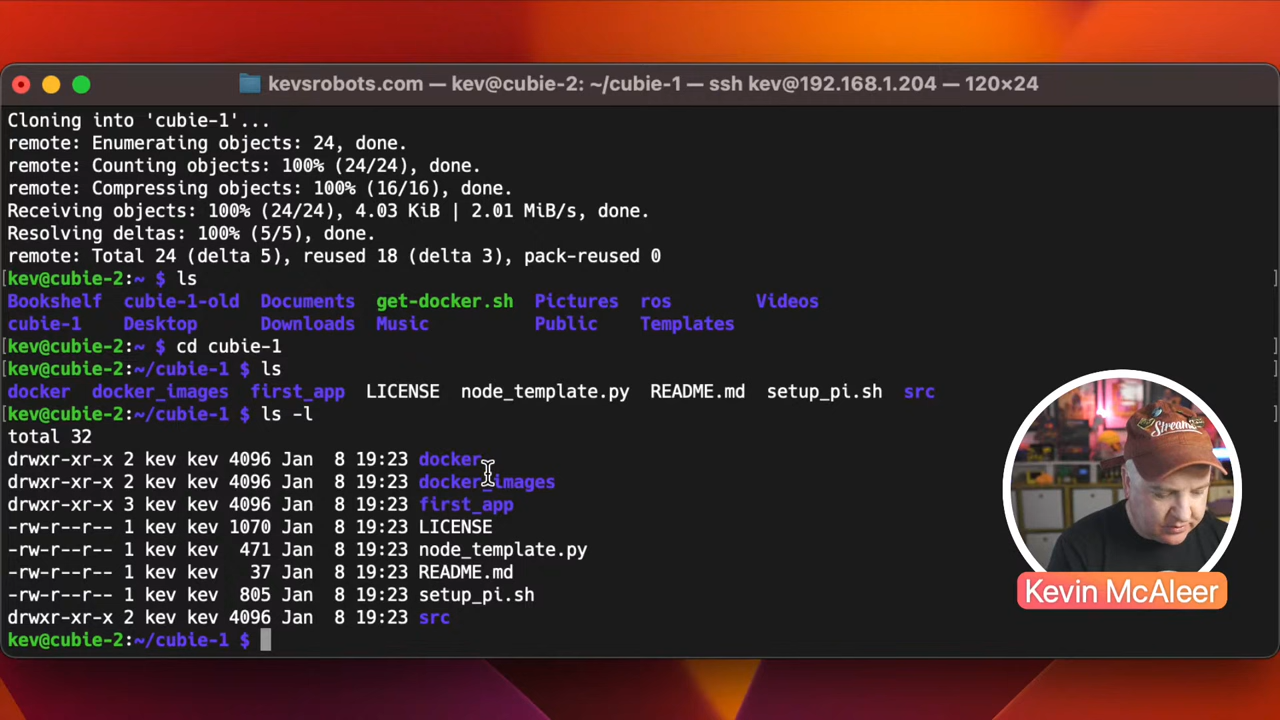 kevsrobots.com — kev@cubie-2: ~/cubie-1 — ssh kev@192.168.1.204 — 120×24
Cloning into 'cubie-1'...
remote: Enumerating objects: 24, done.
remote: Counting objects: 100% (24/24), done.
remote: Compressing objects: 100% (16/16), done.
Receiving objects: 100% (24/24), 4.03 KiB | 2.01 MiB/s, done.
Resolving deltas: 100% (5/5), done.
remote: Total 24 (delta 5), reused 18 (delta 3), pack-reused 0
[kev@cubie-2:~ $ ls ]
Bookshelf cubie-1-old Documents get-docker.sh Pictures ros Videos
cubie-1 Desktop Downloads Music Public Templates
[kev@cubie-2:~ $ cd cubie-1 ]
[kev@cubie-2:~/cubie-1 $ ls ]
docker docker_images first_app LICENSE node_template.py README.md setup_pi.sh src
[kev@cubie-2:~/cubie-1 $ ls -l
total 32
drwxr-xr-x 2 kev kev 4096 Jan 8 19:23 docker
drwxr-xr-x 2 kev kev 4096 Jan 8 19:23 docker_images
drwxr-xr-x 3 kev kev 4096 Jan 8 19:23 first_app
-rw-r--r-- 1 kev kev 1070 Jan 8 19:23 LICENSE
-rw-r--r-- 1 kev kev 471 Jan 8 19:23 node_template.py
-rw-r--r-- 1 kev kev 37 Jan 8 19:23 README.md
-rw-r--r-- 1 kev kev 805 Jan 8 19:23 setup_pi.sh
drwxr-xr-x 2 kev kev 4096 Jan 8 19:23 src
kev@cubie-2:~/cubie-1 $
Kevin McAleer